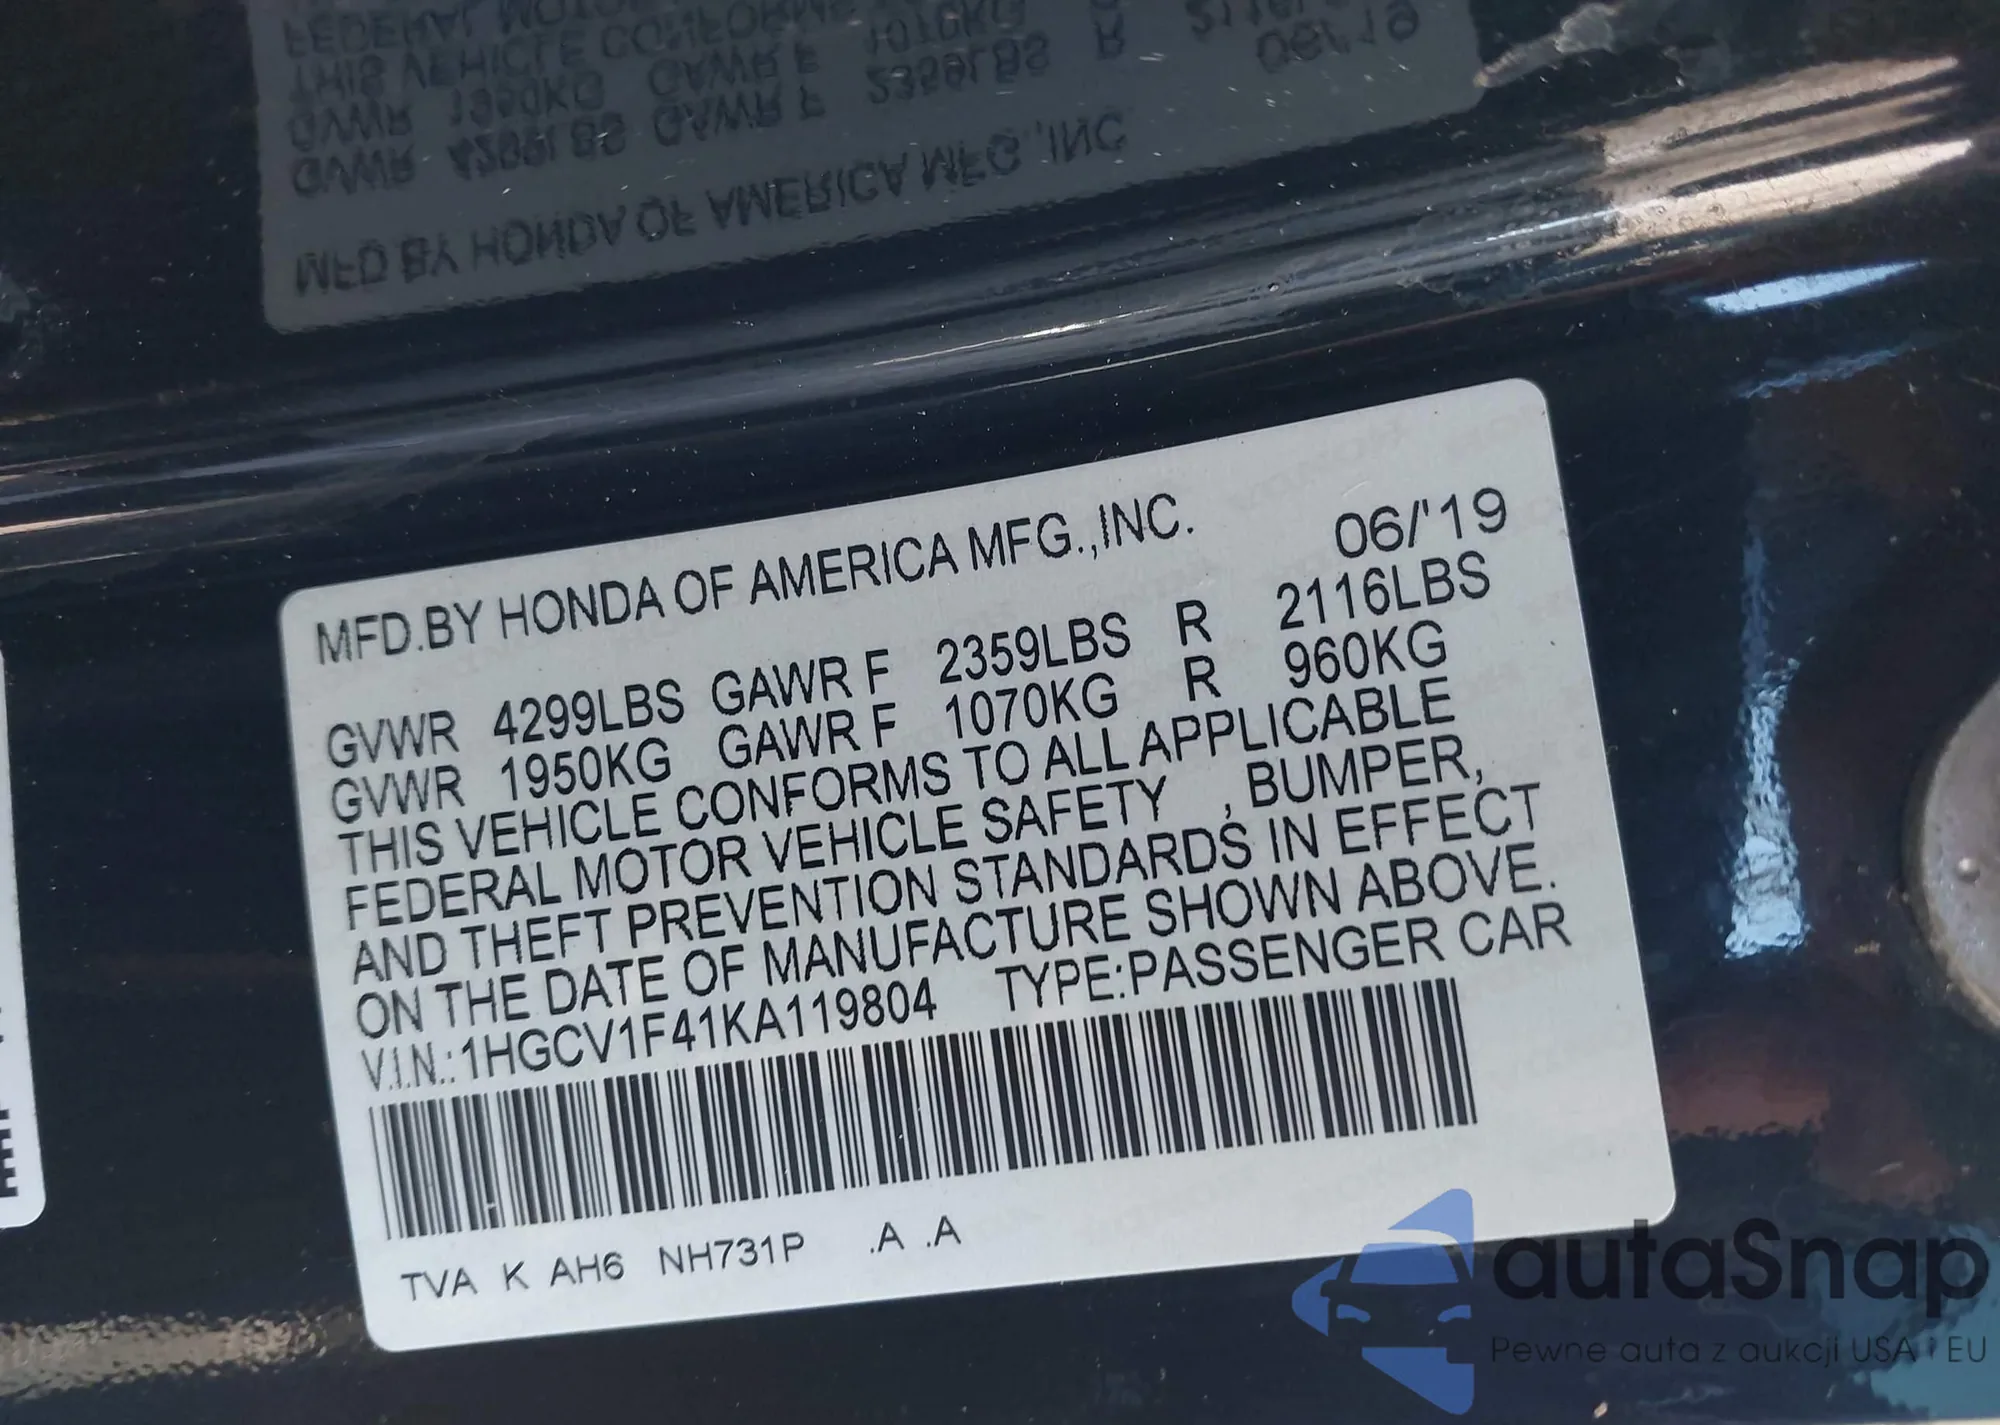 MFD.BY HONDA OF AMERICA MFG.,INC. 06/'19
GVWR 4299LBS GAWR F 2359LBS R 2116LBS
GVWR 1950KG GAWR F 1070KG R 960KG
THIS VEHICLE CONFORMS TO ALL APPLICABLE
FEDERAL MOTOR VEHICLE SAFETY , BUMPER,
AND THEFT PREVENTION STANDARDS IN EFFECT
ON THE DATE OF MANUFACTURE SHOWN ABOVE.
V.I.N.:1HGCV1F41KA119804 TYPE:PASSENGER CAR
TVA K AH6 NH731P .A .A
autaSnap
Pewne auta z aukcji USA i EU